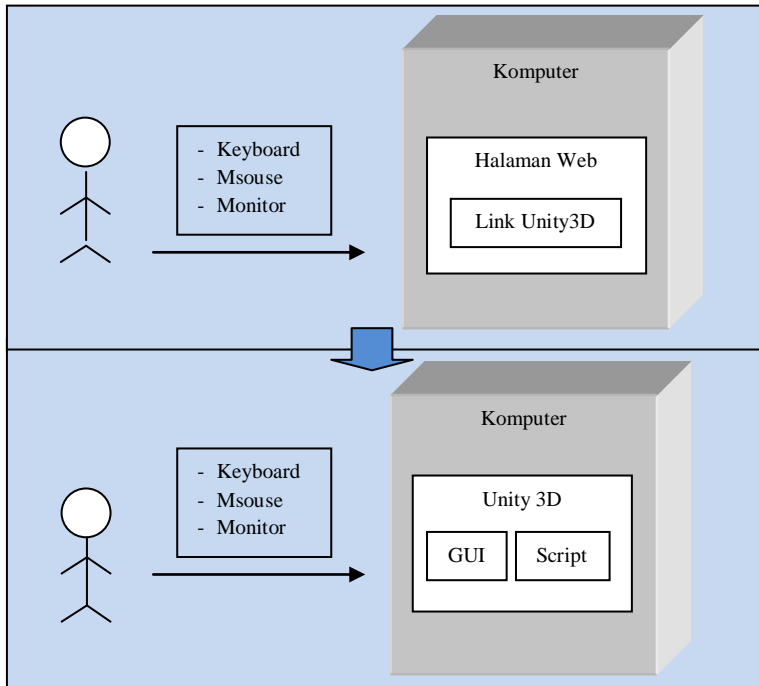 Komputer
- Keyboard
- Msouse
- Monitor
Halaman Web
Link Unity3D
Komputer
- Keyboard
- Msouse
- Monitor
Unity 3D
GUI Script